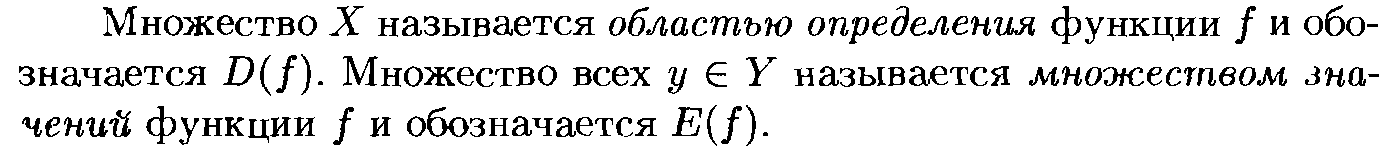 Множество X называется областью определения функции f и обо-
значается D(f). Множество всех y ∈ Y называется множеством зна-
чений функции f и обозначается E(f).